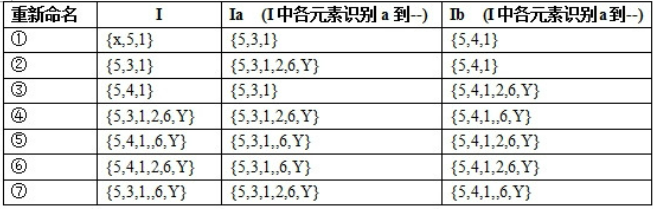 重新命名 I Ia (I中各元素识别a到--) Ib (I中各元素识别a到--)
① {x,5,1} {5,3,1} {5,4,1}
② {5,3,1} {5,3,1,2,6,Y} {5,4,1}
③ {5,4,1} {5,3,1} {5,4,1,2,6,Y}
④ {5,3,1,2,6,Y} {5,3,1,2,6,Y} {5,4,1,,6,Y}
⑤ {5,4,1,,6,Y} {5,3,1,,6,Y} {5,4,1,2,6,Y}
⑥ {5,4,1,2,6,Y} {5,3,1,,6,Y} {5,4,1,2,6,Y}
⑦ {5,3,1,,6,Y} {5,3,1,2,6,Y} {5,4,1,,6,Y}